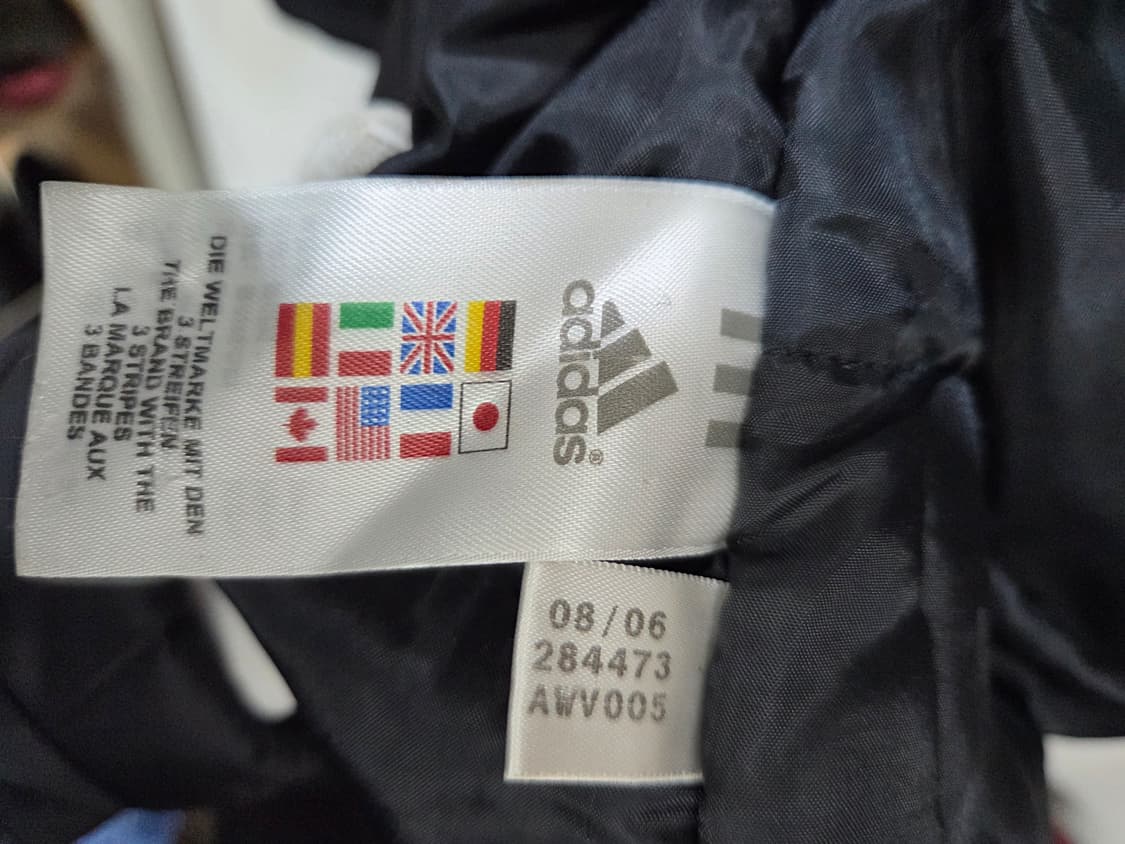 adidas®
DIE WELTMARKE MIT DEN
3 STREIFEN
THE BRAND WITH THE
3 STRIPES
LA MARQUE AUX
3 BANDES
08/06
284473
AWV005